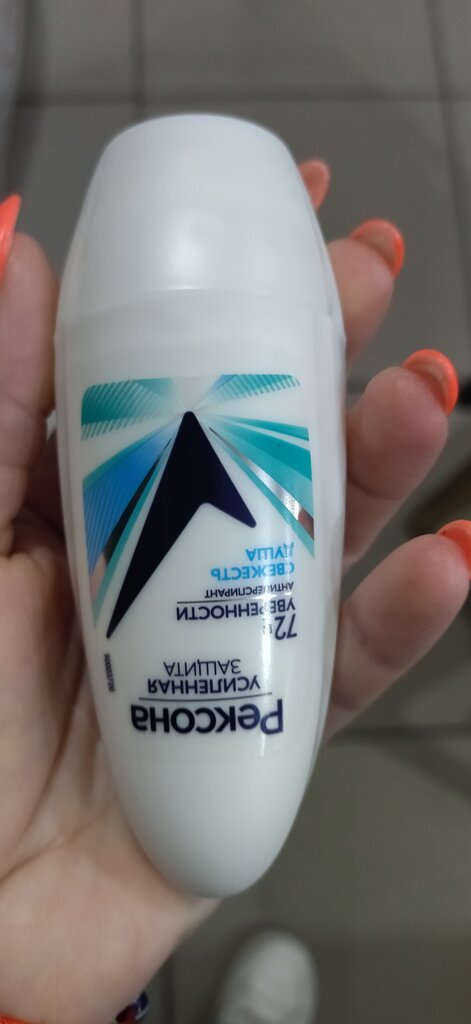 Рексона
УСИЛЕННАЯ
ЗАЩИТА
72ч
УВЕРЕННОСТИ
АНТИПЕРСПИРАНТ
СВЕЖЕСТЬ
ДУША